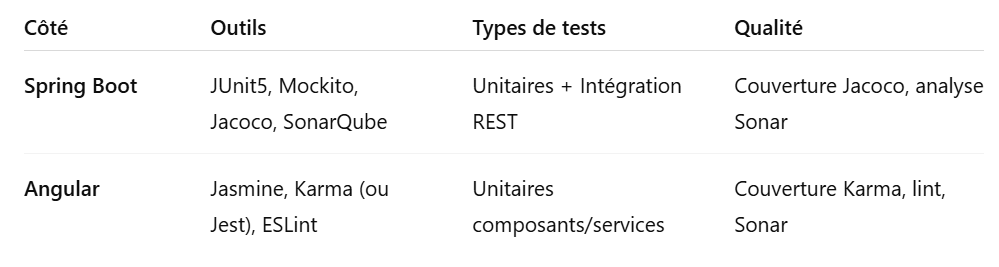 Côté Outils Types de tests Qualité
Spring Boot JUnit5, Mockito, Unitaires + Intégration Couverture Jacoco, analyse
Jacoco, SonarQube REST Sonar
Angular Jasmine, Karma (ou Unitaires Couverture Karma, lint,
Jest), ESLint composants/services Sonar